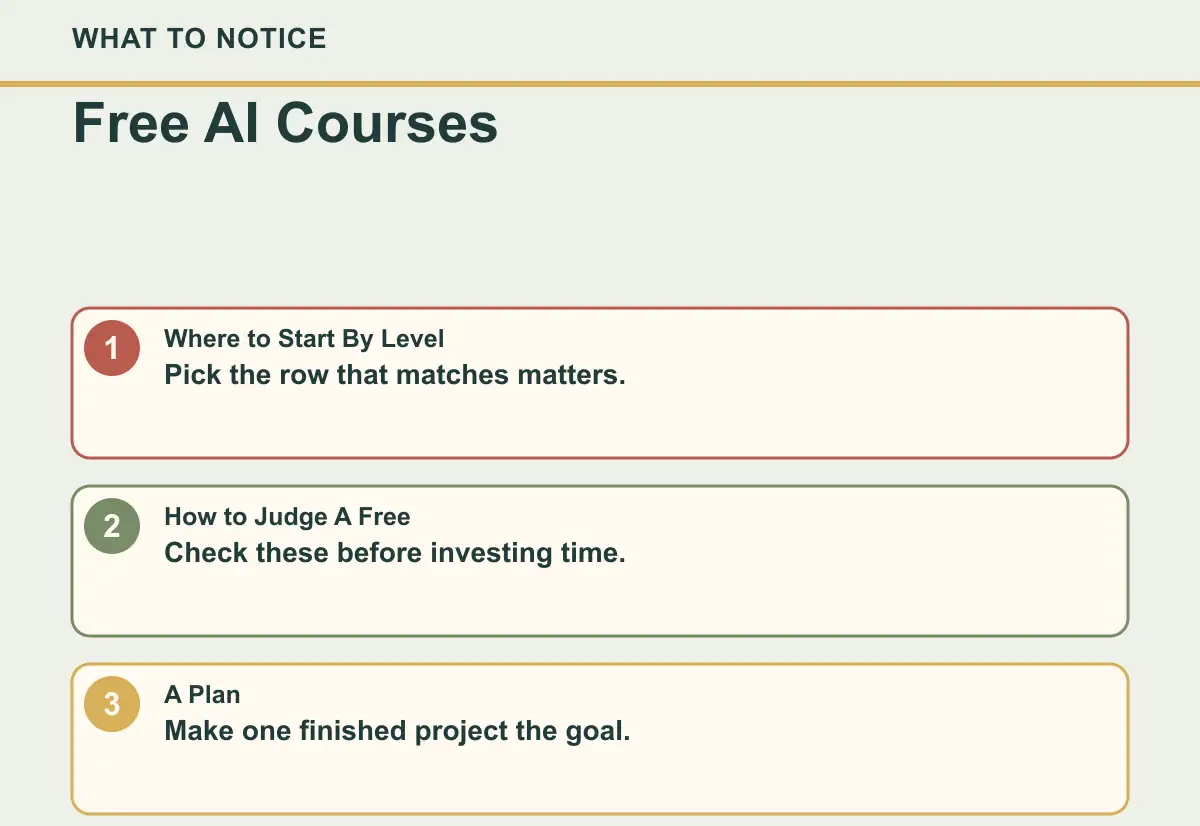 WHAT TO NOTICE
Free AI Courses
1
Where to Start By Level
Pick the row that matches matters.
2
How to Judge A Free
Check these before investing time.
3
A Plan
Make one finished project the goal.